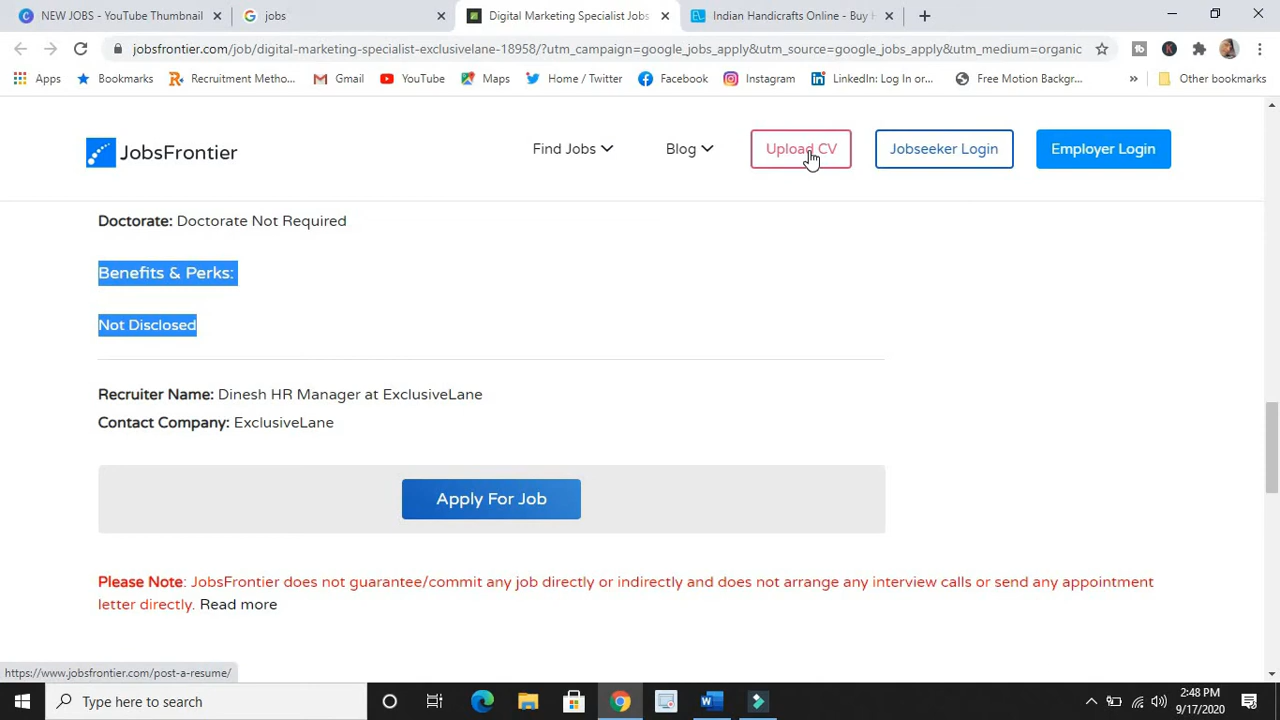 NEW JOBS - YouTube Thumbnail
jobs
Digital Marketing Specialist Jobs
Indian Handicrafts Online - Buy H
jobsfrontier.com/job/digital-marketing-specialist-exclusivelane-18958/?utm_campaign=google_jobs_apply&utm_source=google_jobs_apply&utm_medium=organic
Apps
Bookmarks
Recruitment Metho...
Gmail
YouTube
Maps
Home / Twitter
Facebook
Instagram
LinkedIn: Log In or...
Free Motion Backgr...
»
Other bookmarks
JobsFrontier
Find Jobs
Blog
Upload CV
Jobseeker Login
Employer Login
Doctorate: Doctorate Not Required
Benefits & Perks:
Not Disclosed
Recruiter Name: Dinesh HR Manager at ExclusiveLane
Contact Company: ExclusiveLane
Apply For Job
Please Note: JobsFrontier does not guarantee/commit any job directly or indirectly and does not arrange any interview calls or send any appointment
letter directly. Read more
https://www.jobsfrontier.com/post-a-resume/
Type here to search
2:48 PM
9/17/2020